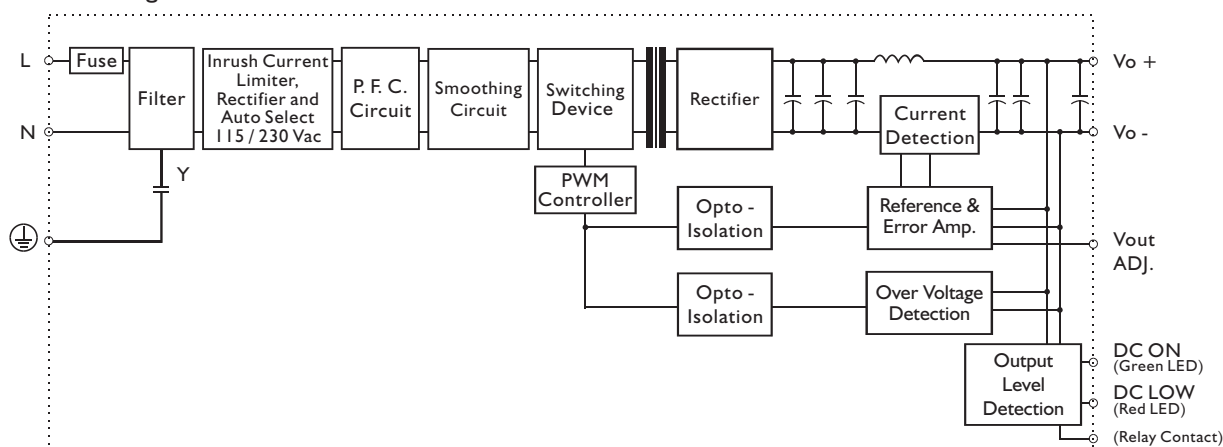 L
Fuse
Filter
Inrush Current
Limiter,
Rectifier and
Auto Select
115 / 230 Vac
P. F. C.
Circuit
Smoothing
Circuit
Switching
Device
Rectifier
Current
Detection
Vo +
N
Vo -
Y
PWM
Controller
Opto -
Isolation
Reference &
Error Amp.
Vout
ADJ.
Opto -
Isolation
Over Voltage
Detection
Output
Level
Detection
DC ON
(Green LED)
DC LOW
(Red LED)
(Relay Contact)